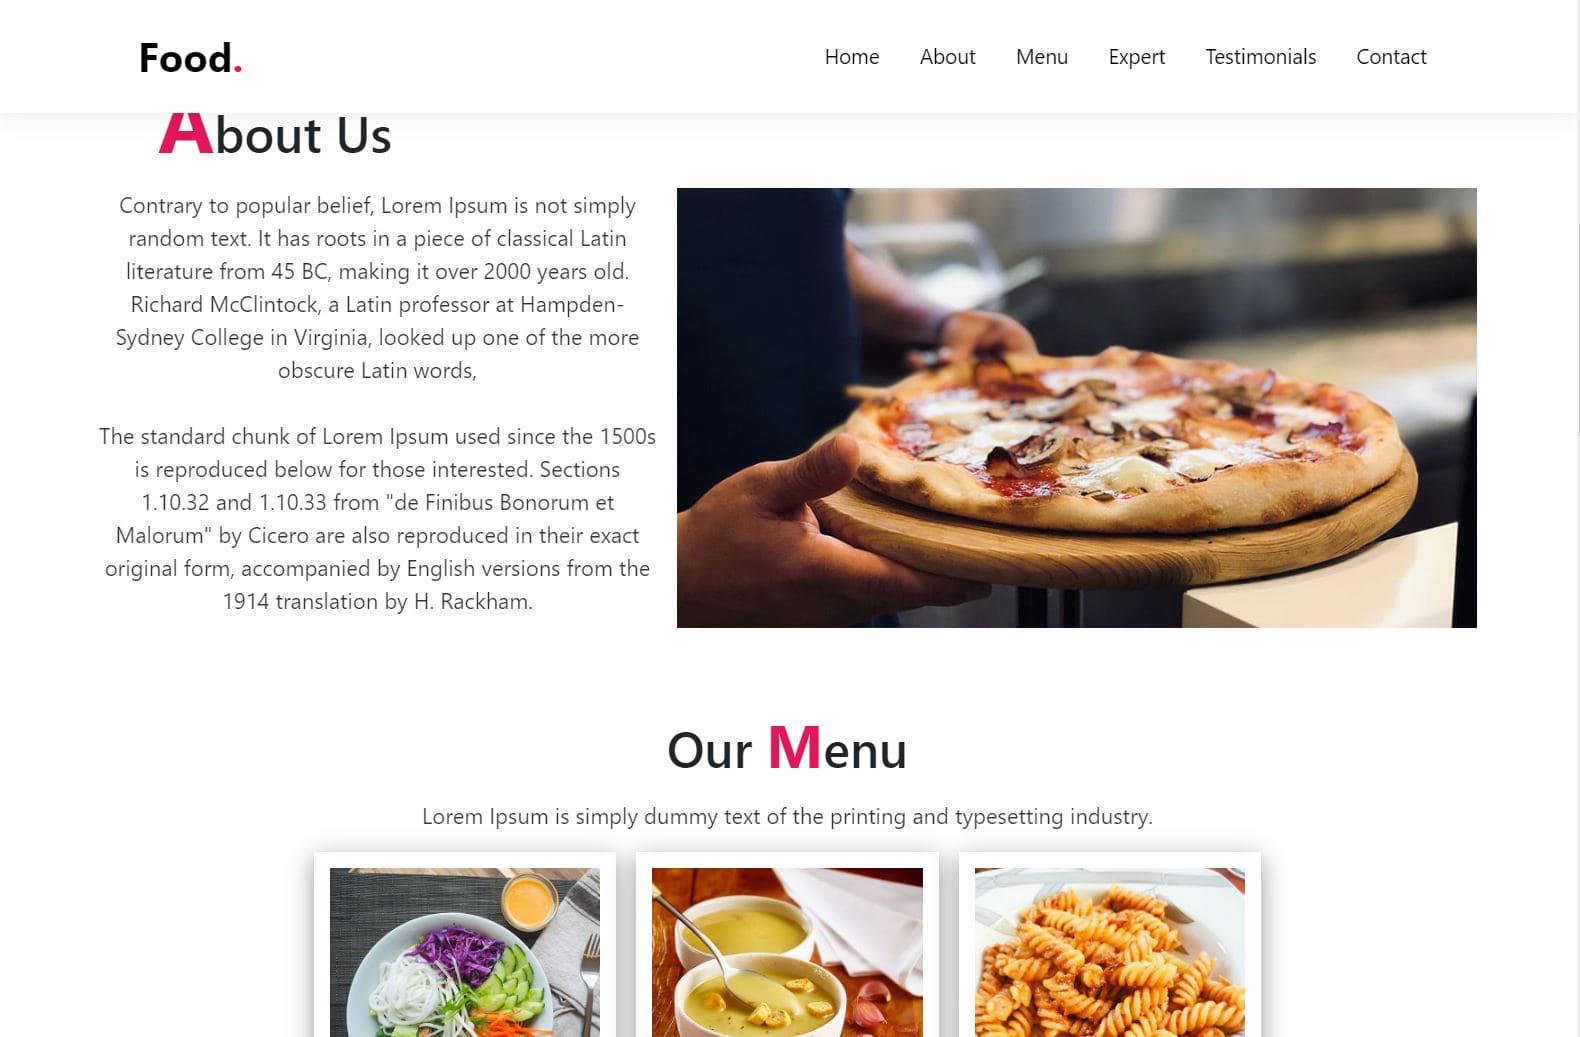 Food.
Home About Menu Expert Testimonials Contact
About Us
Contrary to popular belief, Lorem Ipsum is not simply
random text. It has roots in a piece of classical Latin
literature from 45 BC, making it over 2000 years old.
Richard McClintock, a Latin professor at Hampden-
Sydney College in Virginia, looked up one of the more
obscure Latin words,
The standard chunk of Lorem Ipsum used since the 1500s
is reproduced below for those interested. Sections
1.10.32 and 1.10.33 from "de Finibus Bonorum et
Malorum" by Cicero are also reproduced in their exact
original form, accompanied by English versions from the
1914 translation by H. Rackham.
Our Menu
Lorem Ipsum is simply dummy text of the printing and typesetting industry.